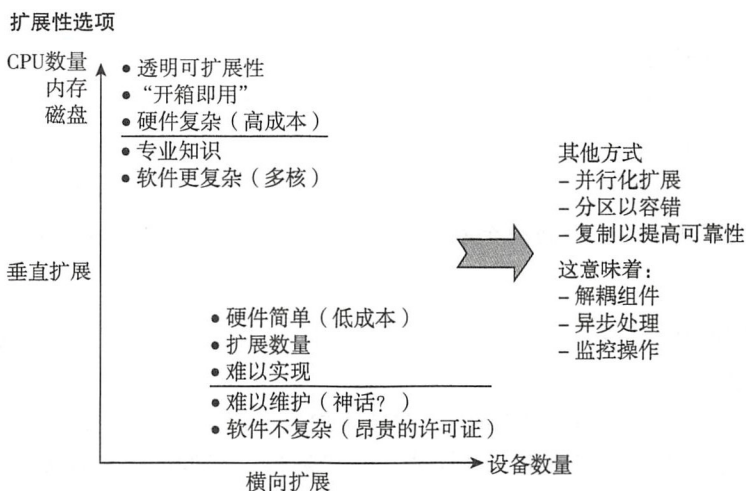 扩展性选项
CPU数量
内存
磁盘
• 透明可扩展性
• “开箱即用”
• 硬件复杂（高成本）
• 专业知识
• 软件更复杂（多核）
垂直扩展
• 硬件简单（低成本）
• 扩展数量
• 难以实现
• 难以维护（神话？）
• 软件不复杂（昂贵的许可证）
设备数量
横向扩展
其他方式
– 并行化扩展
– 分区以容错
– 复制以提高可靠性
这意味着：
– 解耦组件
– 异步处理
– 监控操作